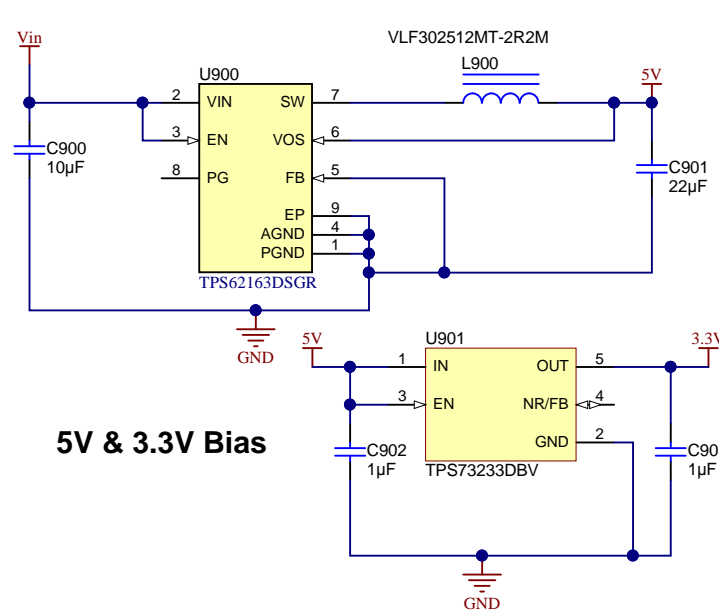 Vin
VLF302512MT-2R2M
L900
5V
U900
2 VIN SW 7
3 EN VOS 6
8 PG FB 5
EP 9
AGND 4
PGND 1
TPS62163DSGR
C900
10µF
C901
22µF
GND
5V & 3.3V Bias
5V
3.3V
U901
1 IN OUT 5
3 EN NR/FB 4
GND 2
TPS73233DBV
C902
1µF
C90
1µF
GND